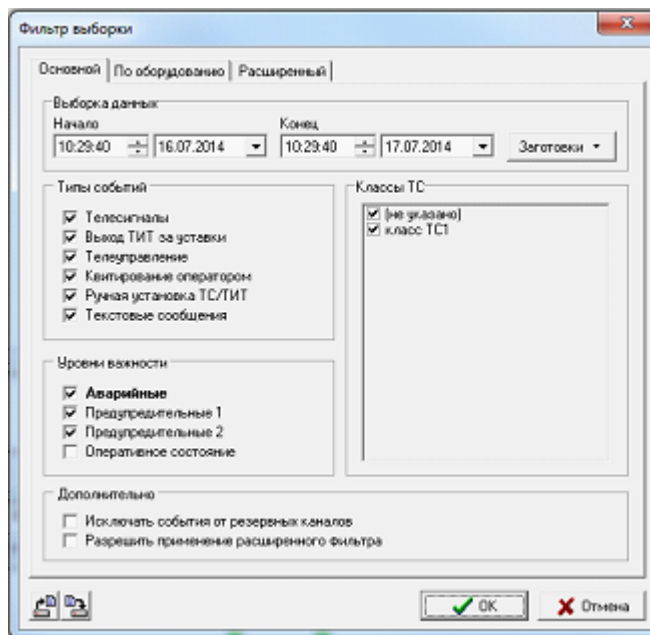 Фильтр выборки
Основной По оборудованию Расширенный
Выборка данных
Начало Конец
10:29:40 16.07.2014 10:29:40 17.07.2014 Заготовки
Типы событий
Телесигналы
Выход ТИТ за уставки
Телеуправление
Квитирование оператором
Ручная установка ТС/ТИТ
Текстовые сообщения
Классы ТС
(не указано)
класс ТС1
Уровни важности
Аварийные
Предупредительные 1
Предупредительные 2
Оперативное состояние
Дополнительно
Исключать события от резервных каналов
Разрешить применение расширенного фильтра
OK Отмена